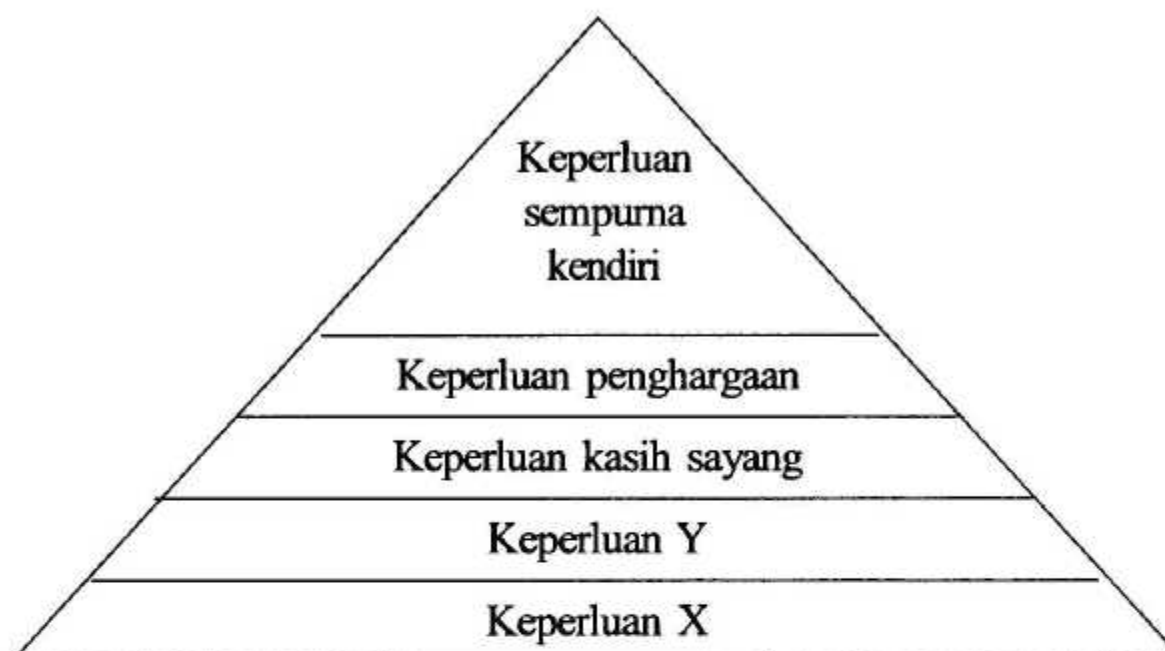 Keperluan
sempurna
kendiri
Keperluan penghargaan
Keperluan kasih sayang
Keperluan Y
Keperluan X